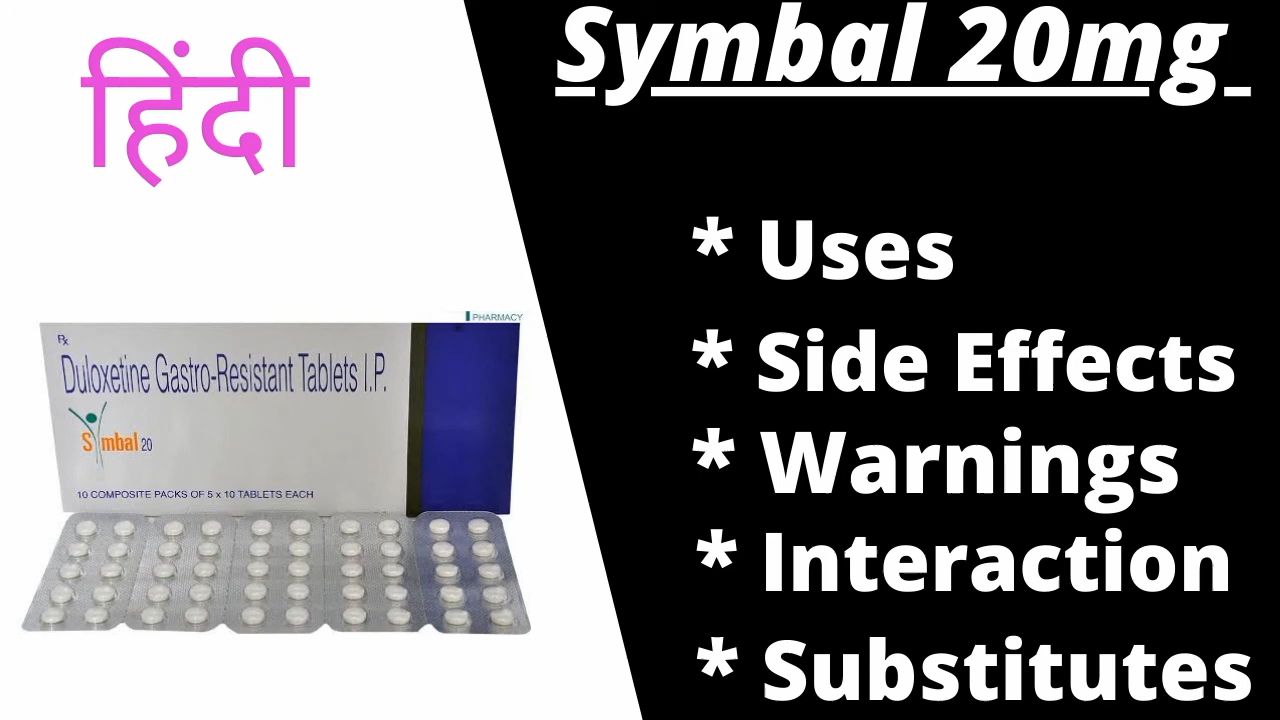 हिंदी
Symbal 20mg
* Uses
* Side Effects
* Warnings
* Interaction
* Substitutes
PHARMACY
Rx
Duloxetine Gastro-Resistant Tablets I.P.
Symbal 20
10 COMPOSITE PACKS OF 5 x 10 TABLETS EACH